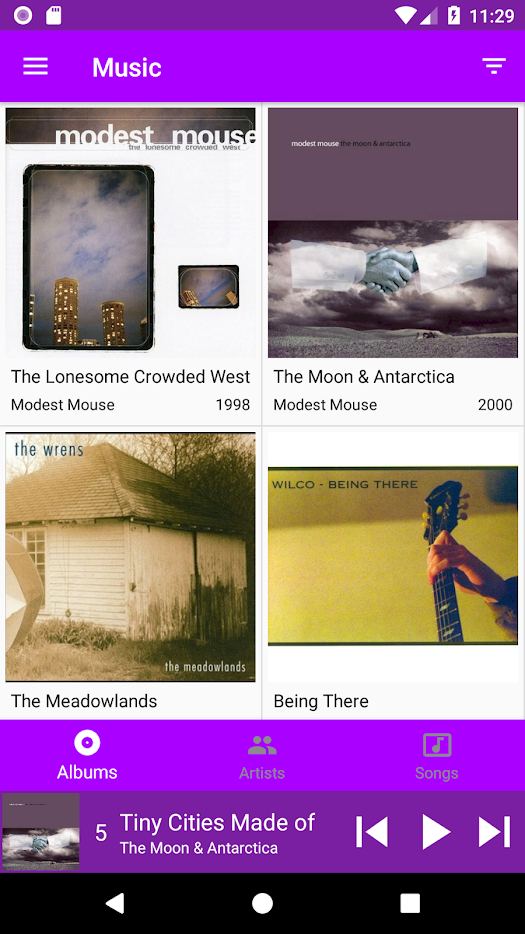 11:29
Music
modest mouse
the lonesome crowded west
modest mouse the moon & antarctica
The Lonesome Crowded West
Modest Mouse 1998
The Moon & Antarctica
Modest Mouse 2000
the wrens
the meadowlands
WILCO - BEING THERE
The Meadowlands
Being There
Albums
Artists
Songs
5
Tiny Cities Made of
The Moon & Antarctica